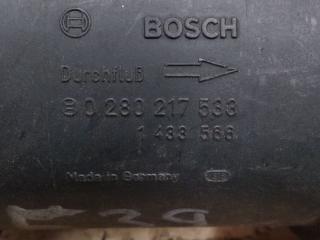 BOSCH
Durchfluß
0 280 217 533
1 433 566
Made in Germany